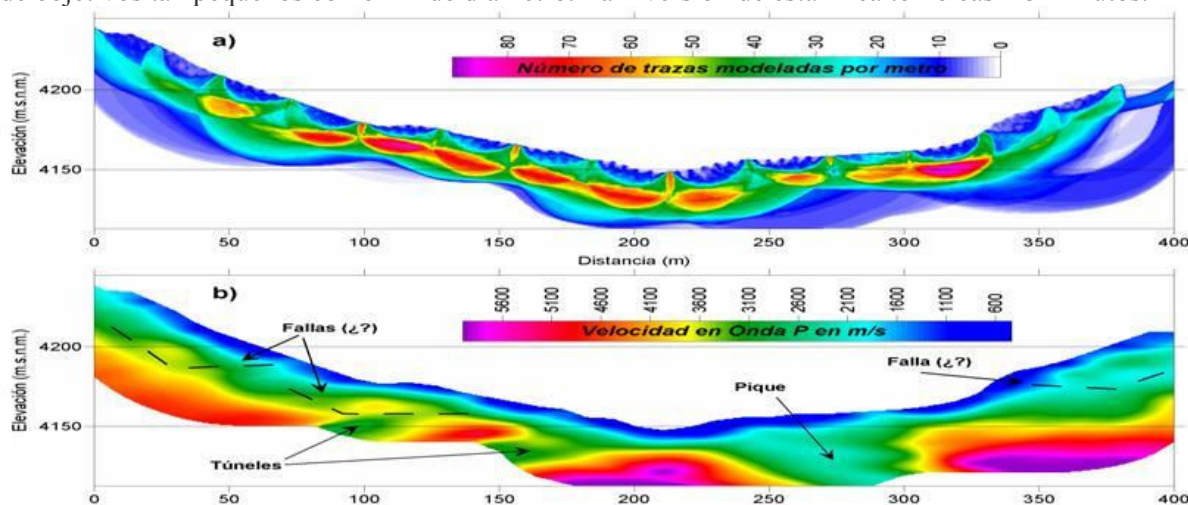 a)
80 70 60 50 40 30 20 10 0
Número de trazas modeladas por metro
Elevación (m.s.n.m.)
4200
4150
0 50 100 150 200 250 300 350 400
Distancia (m)
b)
5600 5100 4600 4100 3600 3100 2600 2100 1600 1100 600
Velocidad en Onda P en m/s
Fallas (¿?)
Falla (¿?)
Pique
Túneles
Elevación (m.s.n.m.)
4200
4150
0 50 100 150 200 250 300 350 400